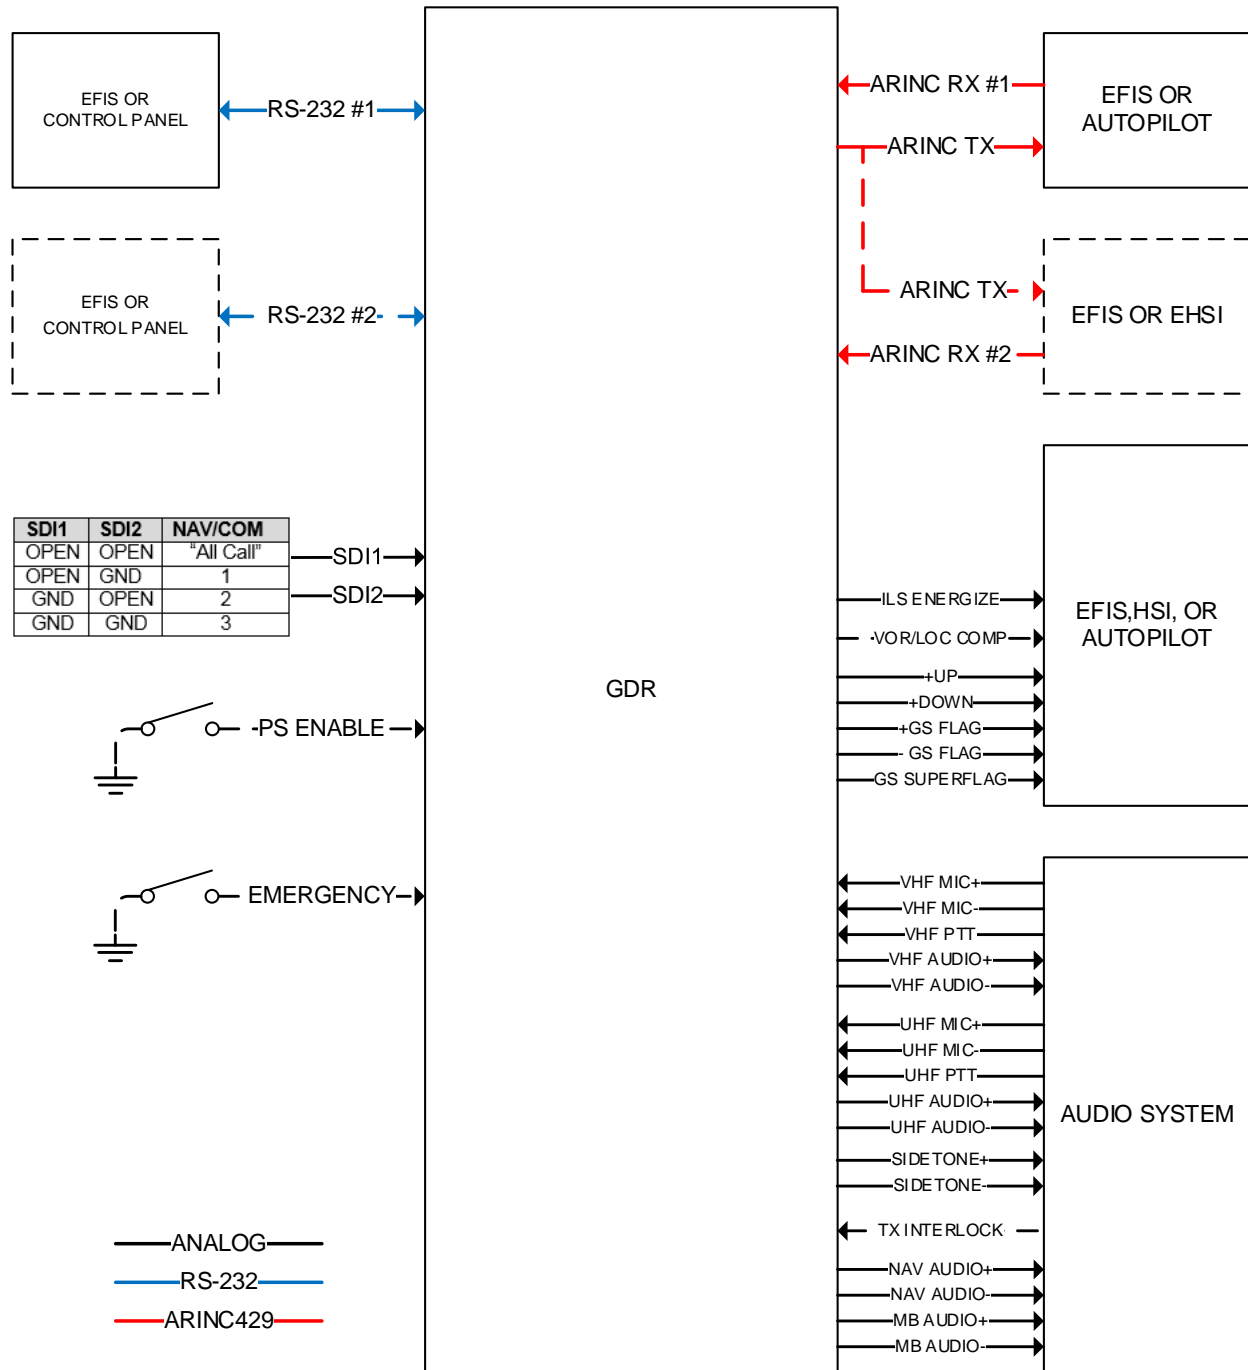 EFIS OR
CONTROL PANEL
RS-232 #1
EFIS OR
CONTROL PANEL
RS-232 #2
SDI1 SDI2 NAV/COM
OPEN OPEN "All Call"
OPEN GND 1
GND OPEN 2
GND GND 3
SDI1
SDI2
PS ENABLE
EMERGENCY
ANALOG
RS-232
ARINC429
GDR
ARINC RX #1
ARINC TX
EFIS OR
AUTOPILOT
ARINC TX
ARINC RX #2
EFIS OR EHSI
ILS ENERGIZE
VOR/LOC COMP
+UP
+DOWN
+GS FLAG
- GS FLAG
GS SUPERFLAG
EFIS,HSI, OR
AUTOPILOT
VHF MIC+
VHF MIC-
VHF PTT
VHF AUDIO+
VHF AUDIO-
UHF MIC+
UHF MIC-
UHF PTT
UHF AUDIO+
UHF AUDIO-
SIDETONE+
SIDETONE-
TX INTERLOCK
NAV AUDIO+
NAV AUDIO-
MB AUDIO+
MB AUDIO-
AUDIO SYSTEM